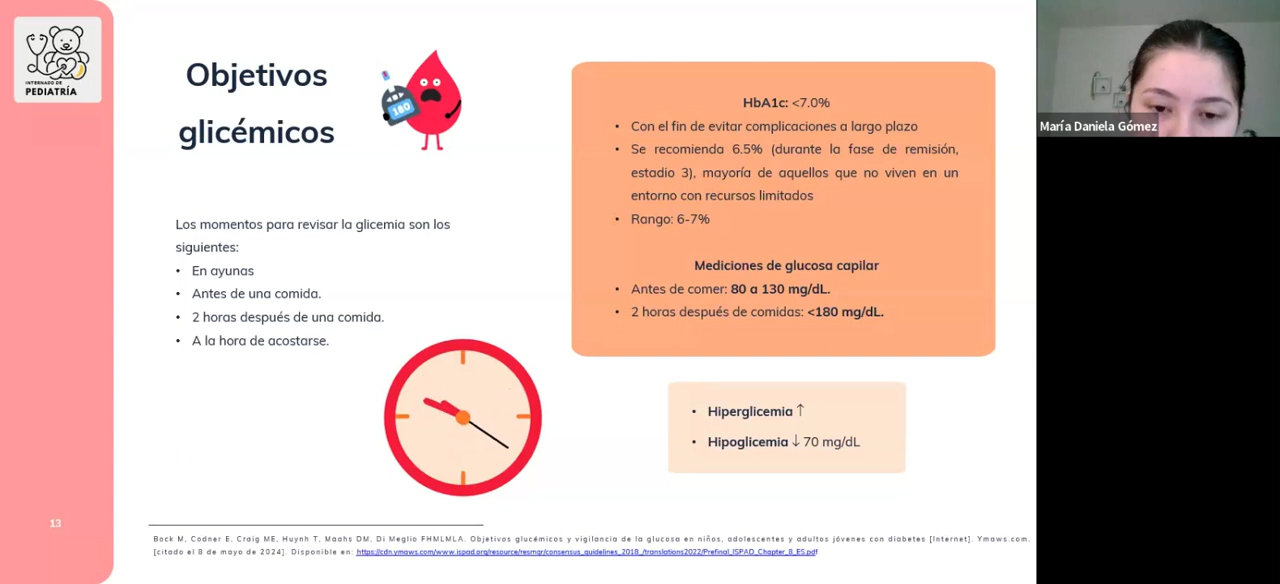 INTERNADO DE
PEDIATRÍA
Objetivos
glicémicos
180
Los momentos para revisar la glicemia son los
siguientes:
• En ayunas
• Antes de una comida.
• 2 horas después de una comida.
• A la hora de acostarse.
HbA1c: <7.0%
• Con el fin de evitar complicaciones a largo plazo
• Se recomienda 6.5% (durante la fase de remisión,
estadio 3), mayoría de aquellos que no viven en un
entorno con recursos limitados
• Rango: 6-7%
Mediciones de glucosa capilar
• Antes de comer: 80 a 130 mg/dL.
• 2 horas después de comidas: <180 mg/dL.
• Hiperglicemia ↑
• Hipoglicemia ↓ 70 mg/dL
13
Bock M, Codner E, Craig ME, Huynh T, Maahs DM, Di Meglio FHMLMLA. Objetivos glucémicos y vigilancia de la glucosa en niños, adolescentes y adultos jóvenes con diabetes [Internet]. Ymaws.com.
[citado el 8 de mayo de 2024]. Disponible en: https://cdn.ymaws.com/www.ispad.org/resource/resmgr/consensus_guidelines_2018_/translations2022/Prefinal_ISPAD_Chapter_8_ES.pdf
María Daniela Gómez